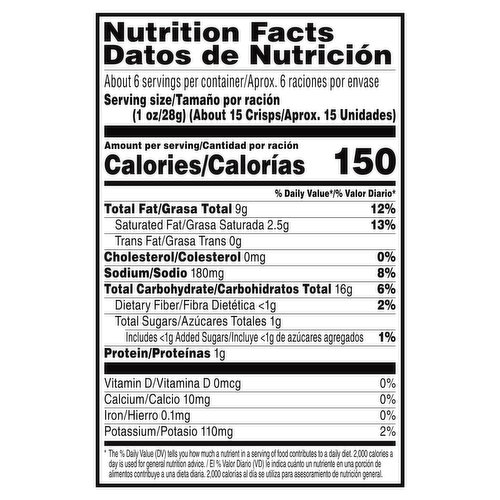 Nutrition Facts
Datos de Nutrición
About 6 servings per container/Aprox. 6 raciones por envase
Serving size/Tamaño por ración
(1 oz/28g) (About 15 Crisps/Aprox. 15 Unidades)
Amount per serving/Cantidad por ración
Calories/Calorías 150
% Daily Value*/% Valor Diario*
Total Fat/Grasa Total 9g 12%
Saturated Fat/Grasa Saturada 2.5g 13%
Trans Fat/Grasa Trans 0g
Cholesterol/Colesterol 0mg 0%
Sodium/Sodio 180mg 8%
Total Carbohydrate/Carbohidratos Total 16g 6%
Dietary Fiber/Fibra Dietética <1g 2%
Total Sugars/Azúcares Totales 1g
Includes <1g Added Sugars/Incluye <1g de azúcares agregados 1%
Protein/Proteínas 1g
Vitamin D/Vitamina D 0mcg 0%
Calcium/Calcio 10mg 0%
Iron/Hierro 0.1mg 0%
Potassium/Potasio 110mg 2%
* The % Daily Value (DV) tells you how much a nutrient in a serving of food contributes to a daily diet. 2,000 calories a
day is used for general nutrition advice. / El % Valor Diario (VD) le indica cuánto un nutriente en una porción de
alimentos contribuye a una dieta diaria. 2,000 calorías al día se utiliza para asesoramiento de nutrición general.